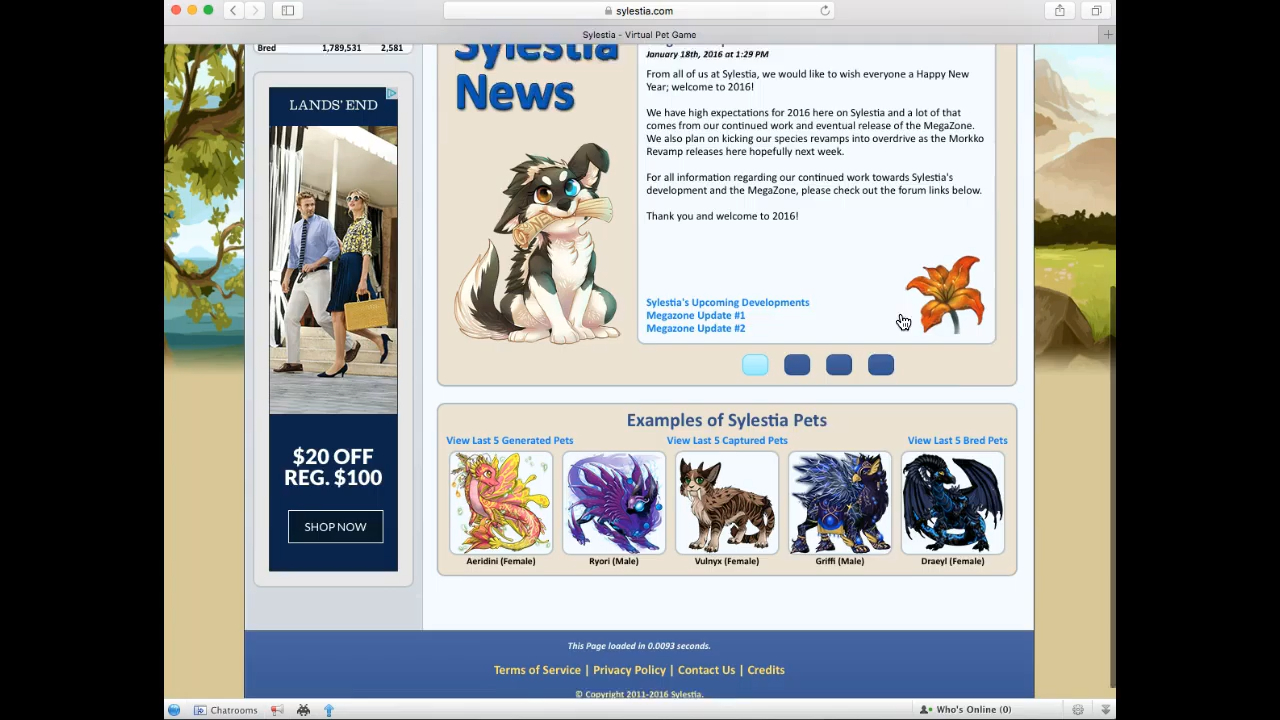 sylestia.com
Sylestia - Virtual Pet Game
Bred 1,789,531 2,581
Sylestia
News
January 18th, 2016 at 1:29 PM
From all of us at Sylestia, we would like to wish everyone a Happy New
Year; welcome to 2016!
We have high expectations for 2016 here on Sylestia and a lot of that
comes from our continued work and eventual release of the MegaZone.
We also plan on kicking our species revamps into overdrive as the Morkko
Revamp releases here hopefully next week.
For all information regarding our continued work towards Sylestia's
development and the MegaZone, please check out the forum links below.
Thank you and welcome to 2016!
Sylestia's Upcoming Developments
Megazone Update #1
Megazone Update #2
NEWS
LANDS' END
$20 OFF
REG. $100
SHOP NOW
Examples of Sylestia Pets
View Last 5 Generated Pets
View Last 5 Captured Pets
View Last 5 Bred Pets
Aeridini (Female)
Ryori (Male)
Vulnyx (Female)
Griffi (Male)
Draeyl (Female)
This Page loaded in 0.0093 seconds.
Terms of Service | Privacy Policy | Contact Us | Credits
© Copyright 2011-2016 Sylestia.
Chatrooms
Who's Online (0)